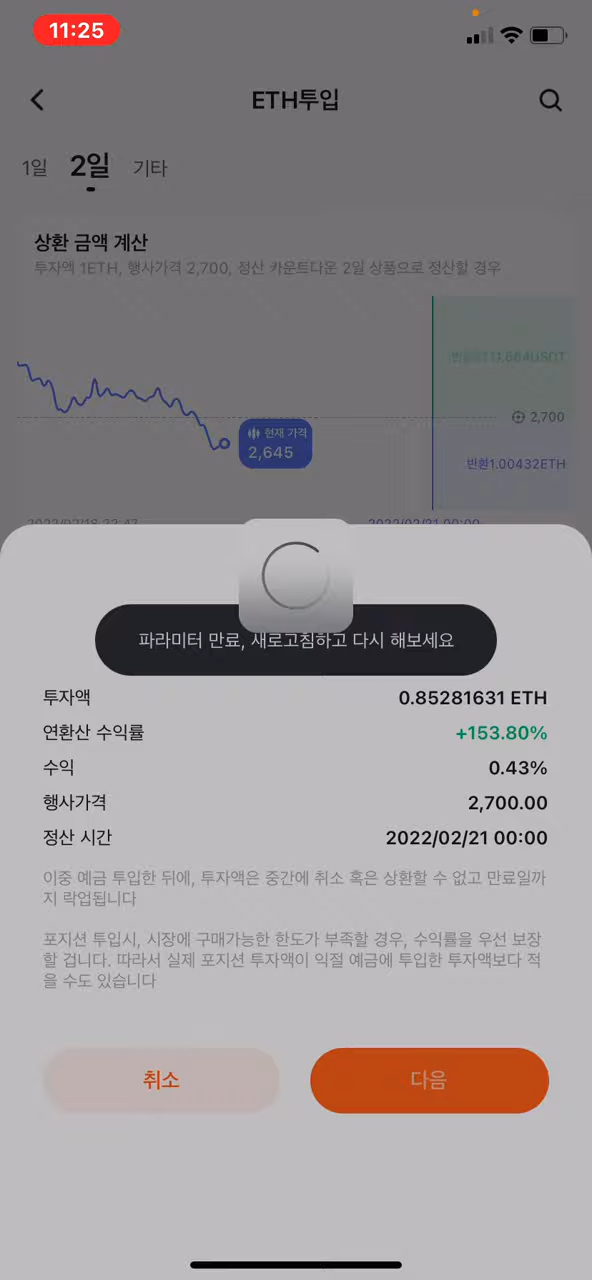 11:25
ETH투입
1일 2일 기타
상환 금액 계산
투자액 1ETH, 행사가격 2,700, 정산 카운트다운 2일 상품으로 정산할 경우
2,700
현재 가격
2,645
반환1.00432ETH
2022/02/21 00:00
파라미터 만료, 새로고침하고 다시 해보세요
투자액 0.85281631 ETH
연환산 수익률 +153.80%
수익 0.43%
행사가격 2,700.00
정산 시간 2022/02/21 00:00
이중 예금 투입한 뒤에, 투자액은 중간에 취소 혹은 상환할 수 없고 만료일까
지 락업됩니다
포지션 투입시, 시장에 구매가능한 한도가 부족할 경우, 수익률을 우선 보장
할 겁니다. 따라서 실제 포지션 투자액이 익절 예금에 투입한 투자액보다 적
을 수도 있습니다
취소 다음